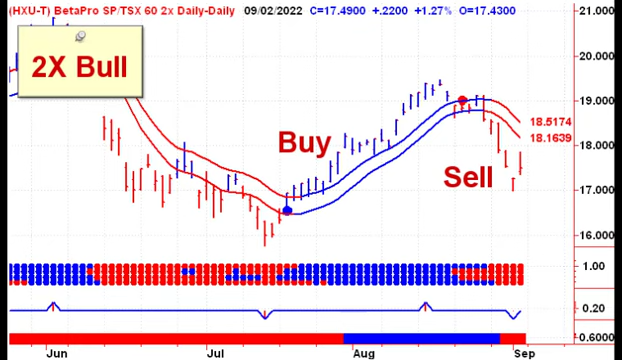 (HXU-T) BetaPro SP/TSX 60 2x Daily-Daily 09/02/2022 C=17.4900 +.2200 +1.27% O=17.4300
21.000
2X Bull
20.000
19.000
18.5174
18.1639
18.000
Buy
Sell
17.000
16.000
1.00
0.20
0.6000
Jun Jul Aug Sep